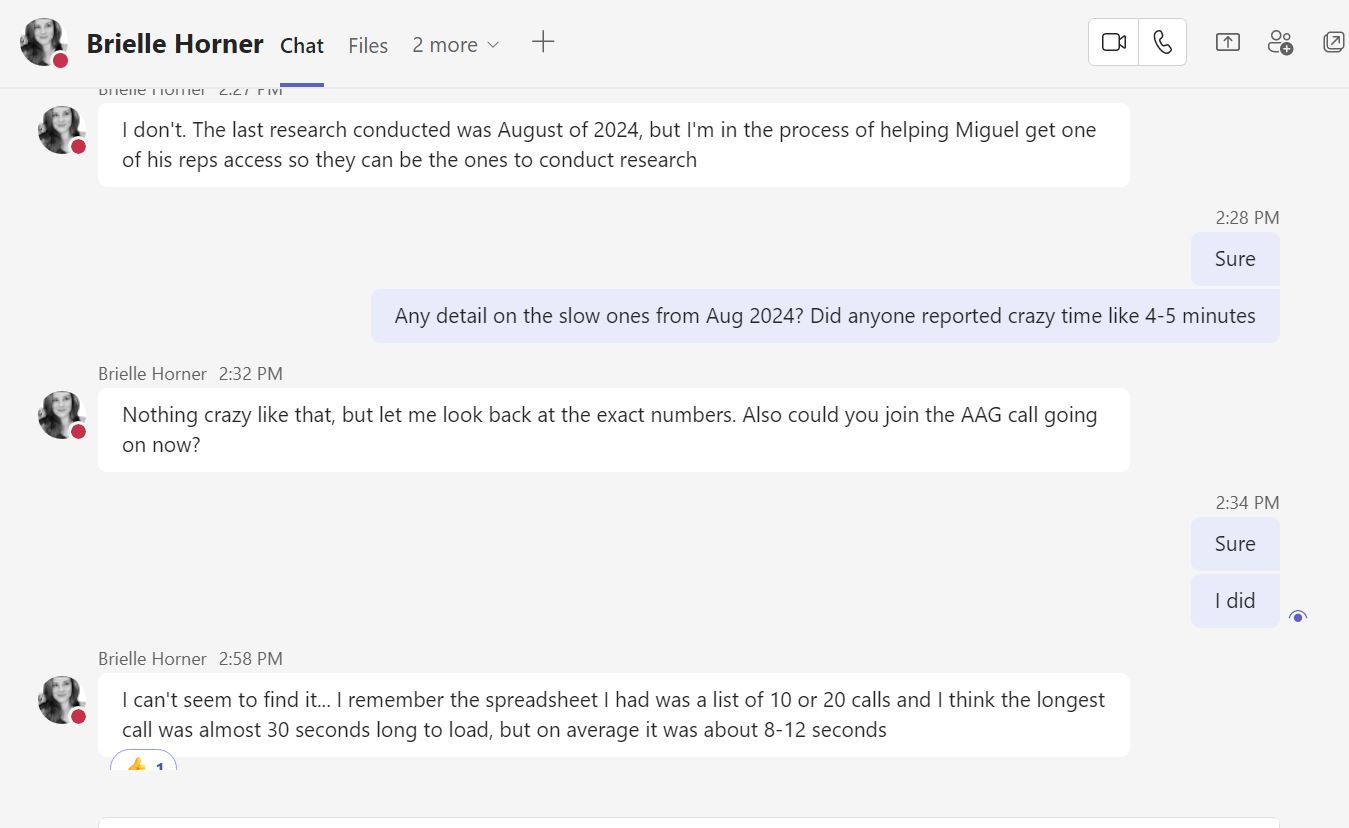 Brielle Horner Chat Files 2 more
Brielle Horner 2:27 PM
I don't. The last research conducted was August of 2024, but I'm in the process of helping Miguel get one
of his reps access so they can be the ones to conduct research
2:28 PM
Sure
Any detail on the slow ones from Aug 2024? Did anyone reported crazy time like 4-5 minutes
Brielle Horner 2:32 PM
Nothing crazy like that, but let me look back at the exact numbers. Also could you join the AAG call going
on now?
2:34 PM
Sure
I did
Brielle Horner 2:58 PM
I can't seem to find it... I remember the spreadsheet I had was a list of 10 or 20 calls and I think the longest
call was almost 30 seconds long to load, but on average it was about 8-12 seconds
👍 1